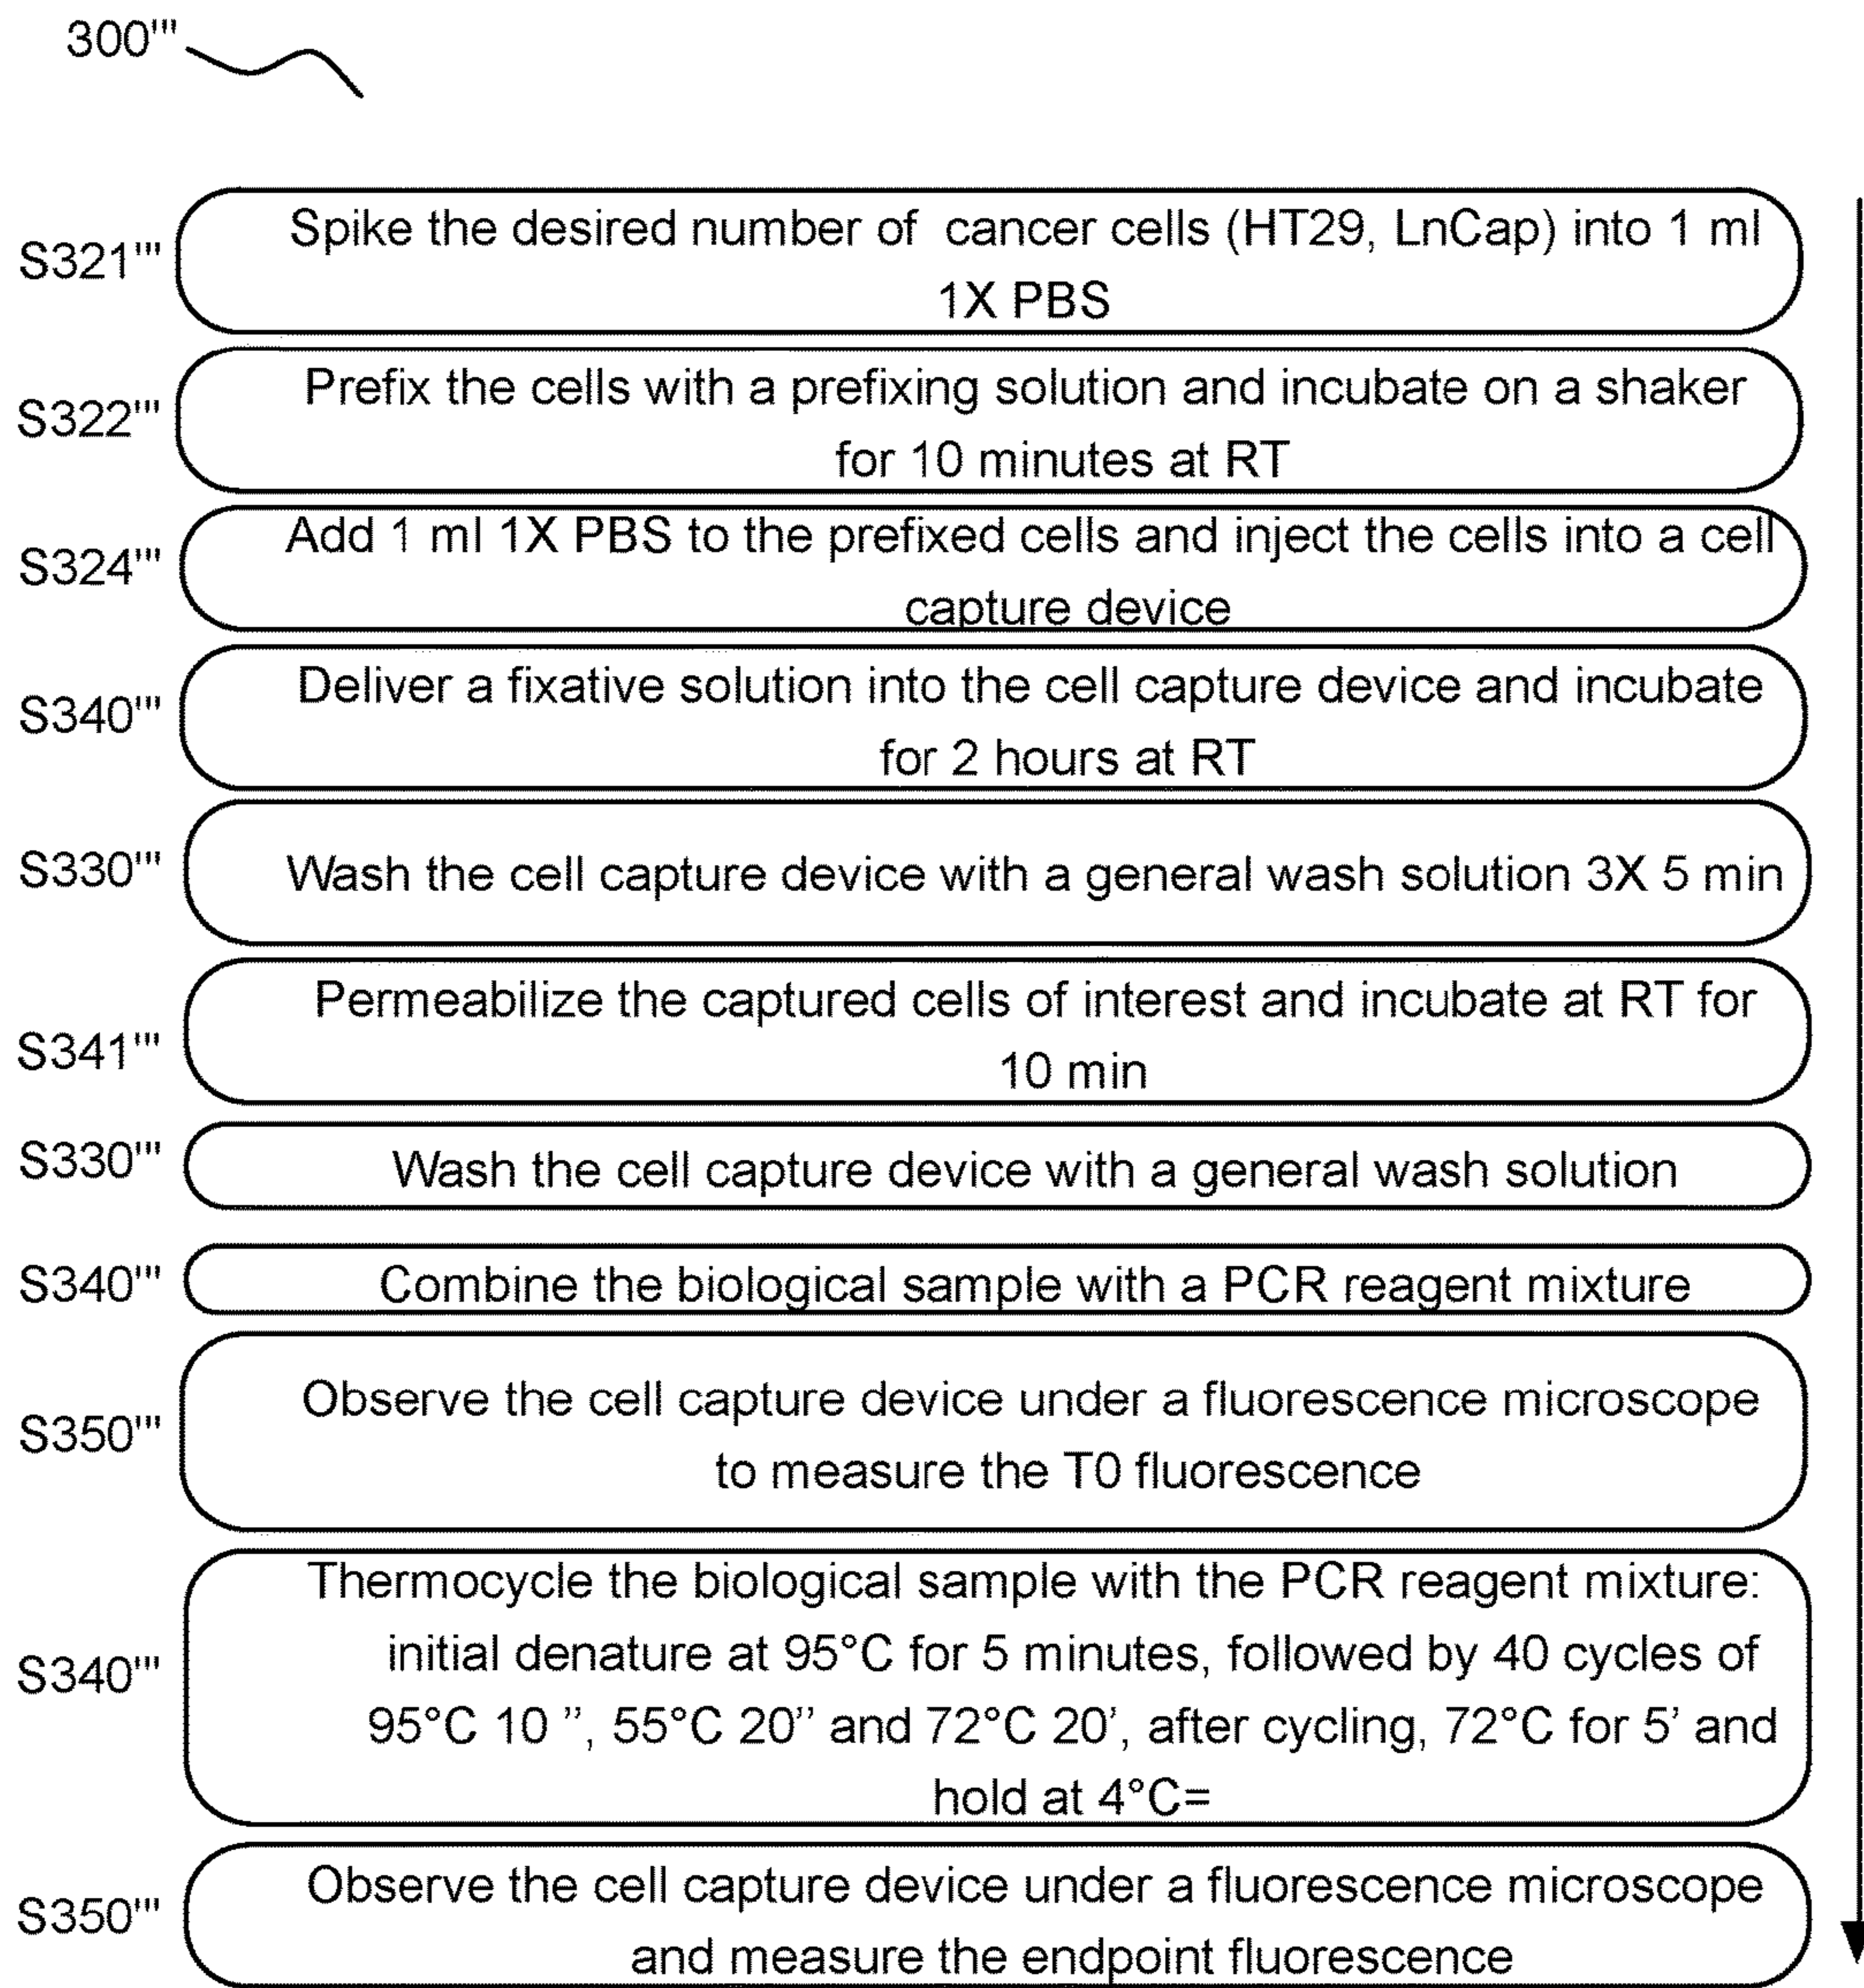 300'''
S321'''
Spike the desired number of cancer cells (HT29, LnCap) into 1 ml
1X PBS
S322'''
Prefix the cells with a prefixing solution and incubate on a shaker
for 10 minutes at RT
S324'''
Add 1 ml 1X PBS to the prefixed cells and inject the cells into a cell
capture device
S340'''
Deliver a fixative solution into the cell capture device and incubate
for 2 hours at RT
S330'''
Wash the cell capture device with a general wash solution 3X 5 min
S341'''
Permeabilize the captured cells of interest and incubate at RT for
10 min
S330'''
Wash the cell capture device with a general wash solution
S340'''
Combine the biological sample with a PCR reagent mixture
S350'''
Observe the cell capture device under a fluorescence microscope
to measure the T0 fluorescence
S340'''
Thermocycle the biological sample with the PCR reagent mixture:
initial denature at 95°C for 5 minutes, followed by 40 cycles of
95°C 10 ’’, 55°C 20’’ and 72°C 20’, after cycling, 72°C for 5’ and
hold at 4°C=
S350'''
Observe the cell capture device under a fluorescence microscope
and measure the endpoint fluorescence